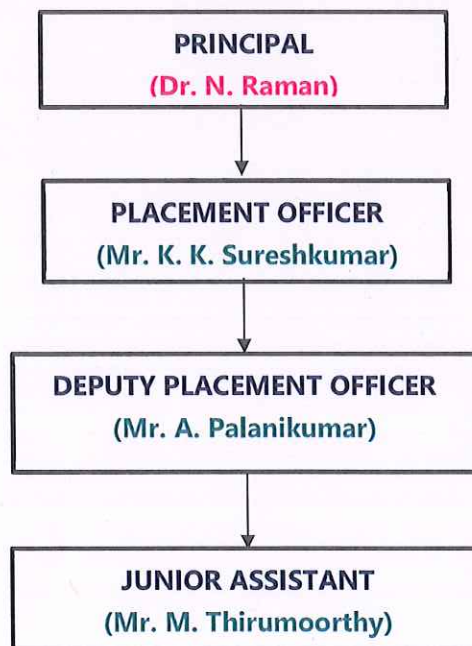 PRINCIPAL
(Dr. N. Raman)
PLACEMENT OFFICER
(Mr. K. K. Sureshkumar)
DEPUTY PLACEMENT OFFICER
(Mr. A. Palanikumar)
JUNIOR ASSISTANT
(Mr. M. Thirumoorthy)